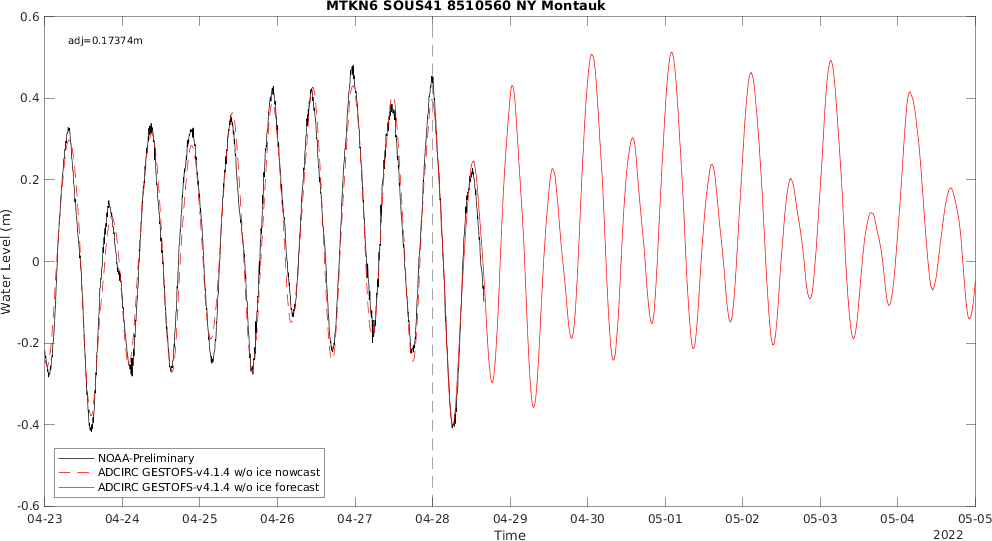 MTKN6 SOUS41 8510560 NY Montauk
0.6
adj=0.17374m
0.4
0.2
0
-0.2
-0.4
-0.6
Water Level (m)
NOAA-Preliminary
ADCIRC GESTOFS-v4.1.4 w/o ice nowcast
ADCIRC GESTOFS-v4.1.4 w/o ice forecast
04-23 04-24 04-25 04-26 04-27 04-28 04-29 04-30 05-01 05-02 05-03 05-04 05-05
Time
2022